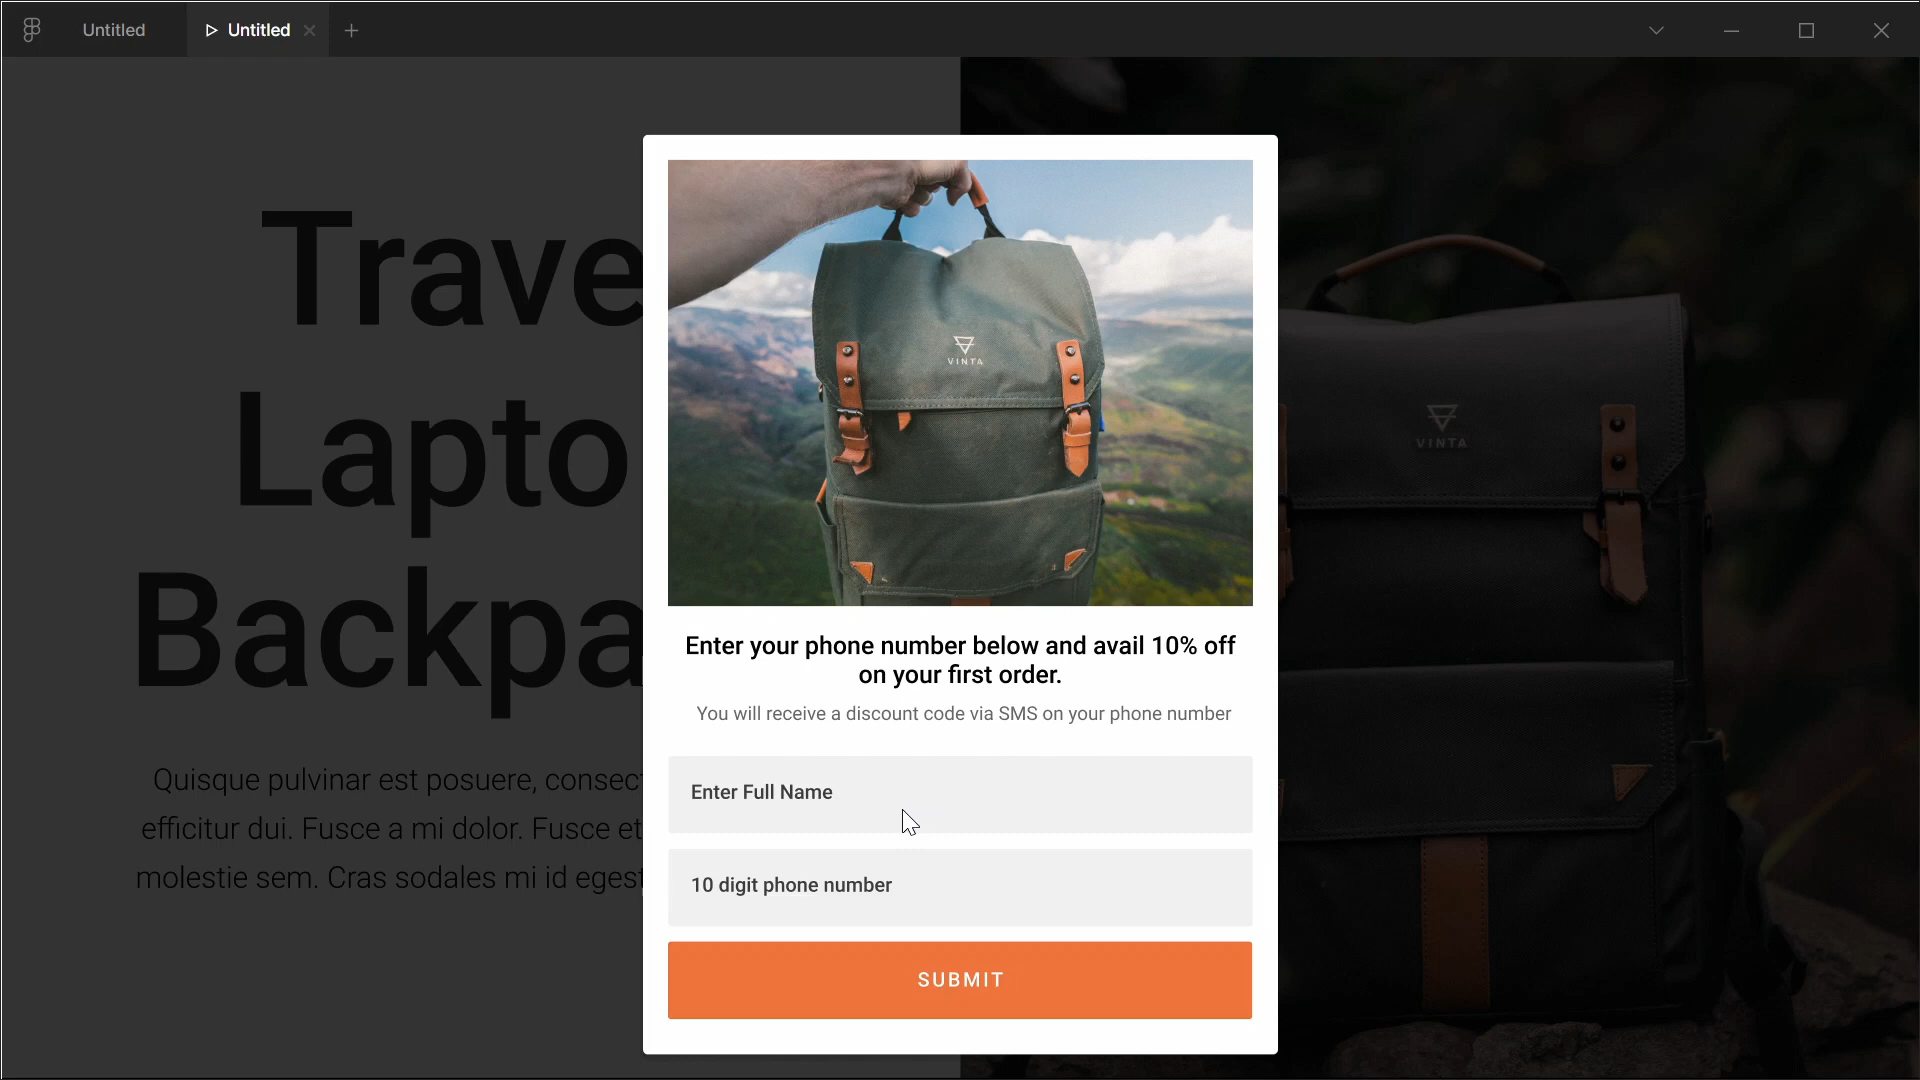 Untitled
Untitled
Trave
Lapto
Backpa
Quisque pulvinar est posuere, consect
efficitur dui. Fusce a mi dolor. Fusce et
molestie sem. Cras sodales mi id egest
VINTA
VINTA
Enter your phone number below and avail 10% off
on your first order.
You will receive a discount code via SMS on your phone number
Enter Full Name
10 digit phone number
SUBMIT